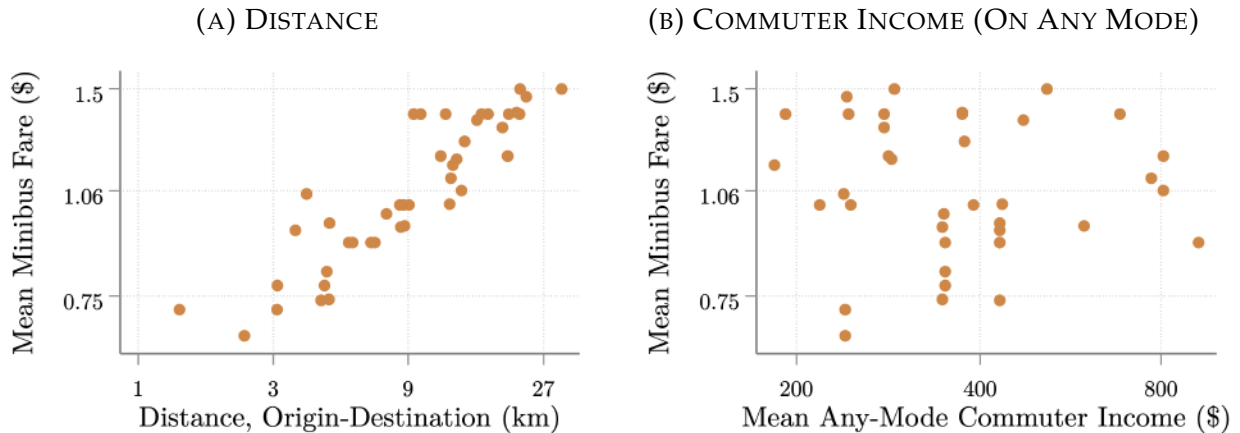 (A) DISTANCE
Mean Minibus Fare ($)
1.5
1.06
0.75
1 3 9 27
Distance, Origin-Destination (km)
(B) COMMUTER INCOME (ON ANY MODE)
Mean Minibus Fare ($)
1.5
1.06
0.75
200 400 800
Mean Any-Mode Commuter Income ($)